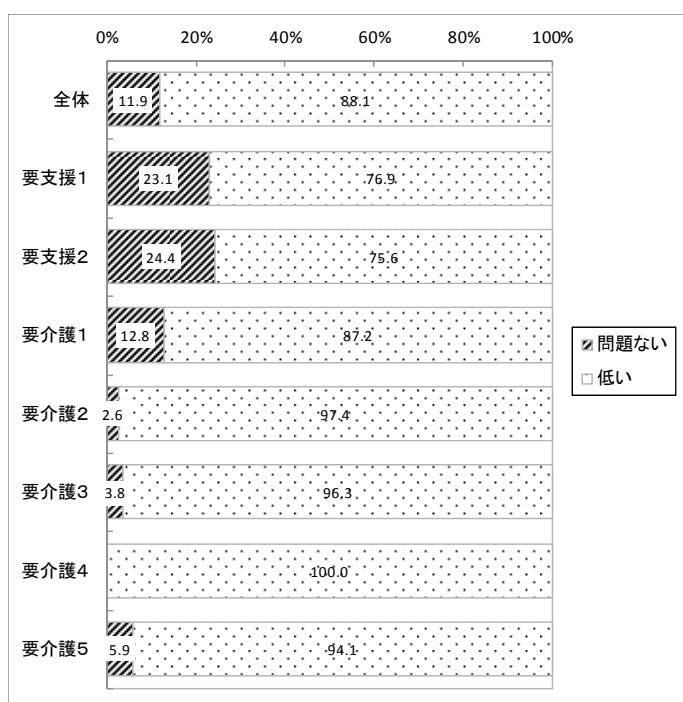 0% 20% 40% 60% 80% 100%
全体 11.9 88.1
要支援1 23.1 76.9
要支援2 24.4 75.6
要介護1 12.8 87.2
要介護2 2.6 97.4
要介護3 3.8 96.3
要介護4 100.0
要介護5 5.9 94.1
問題ない
低い